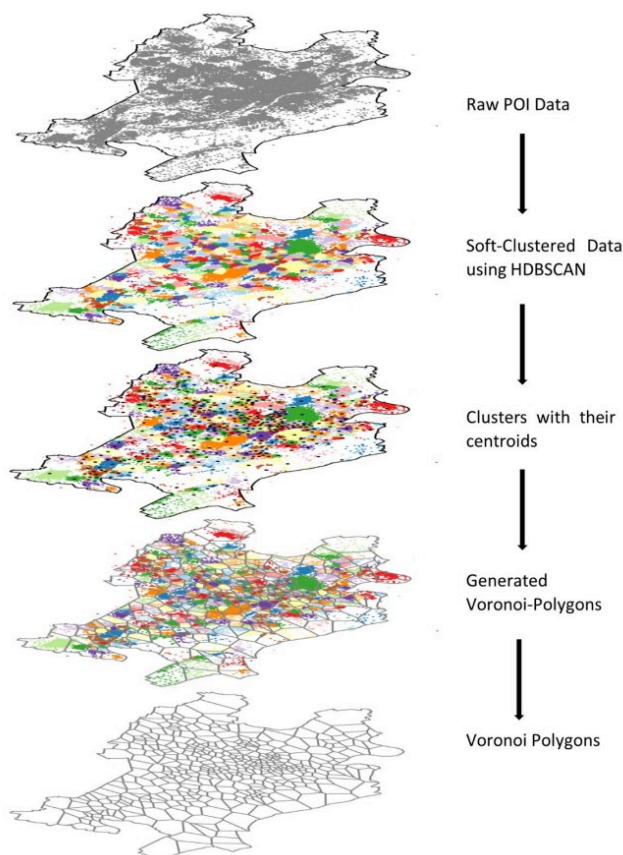 Raw POI Data
Soft-Clustered Data
using HDBSCAN
Clusters with their
centroids
Generated
Voronoi-Polygons
Voronoi Polygons